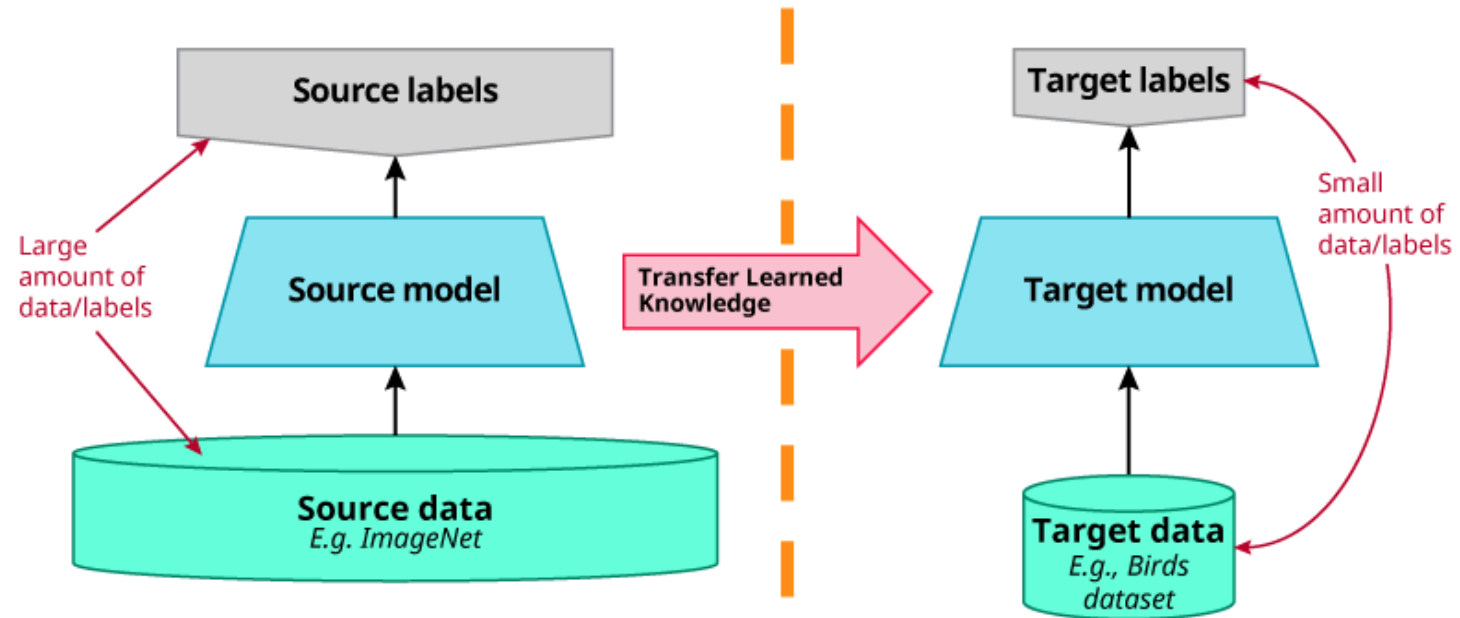 Source labels
Large
amount of
data/labels
Source model
Source data
E.g. ImageNet
Transfer Learned
Knowledge
Target labels
Small
amount of
data/labels
Target model
Target data
E.g., Birds
dataset